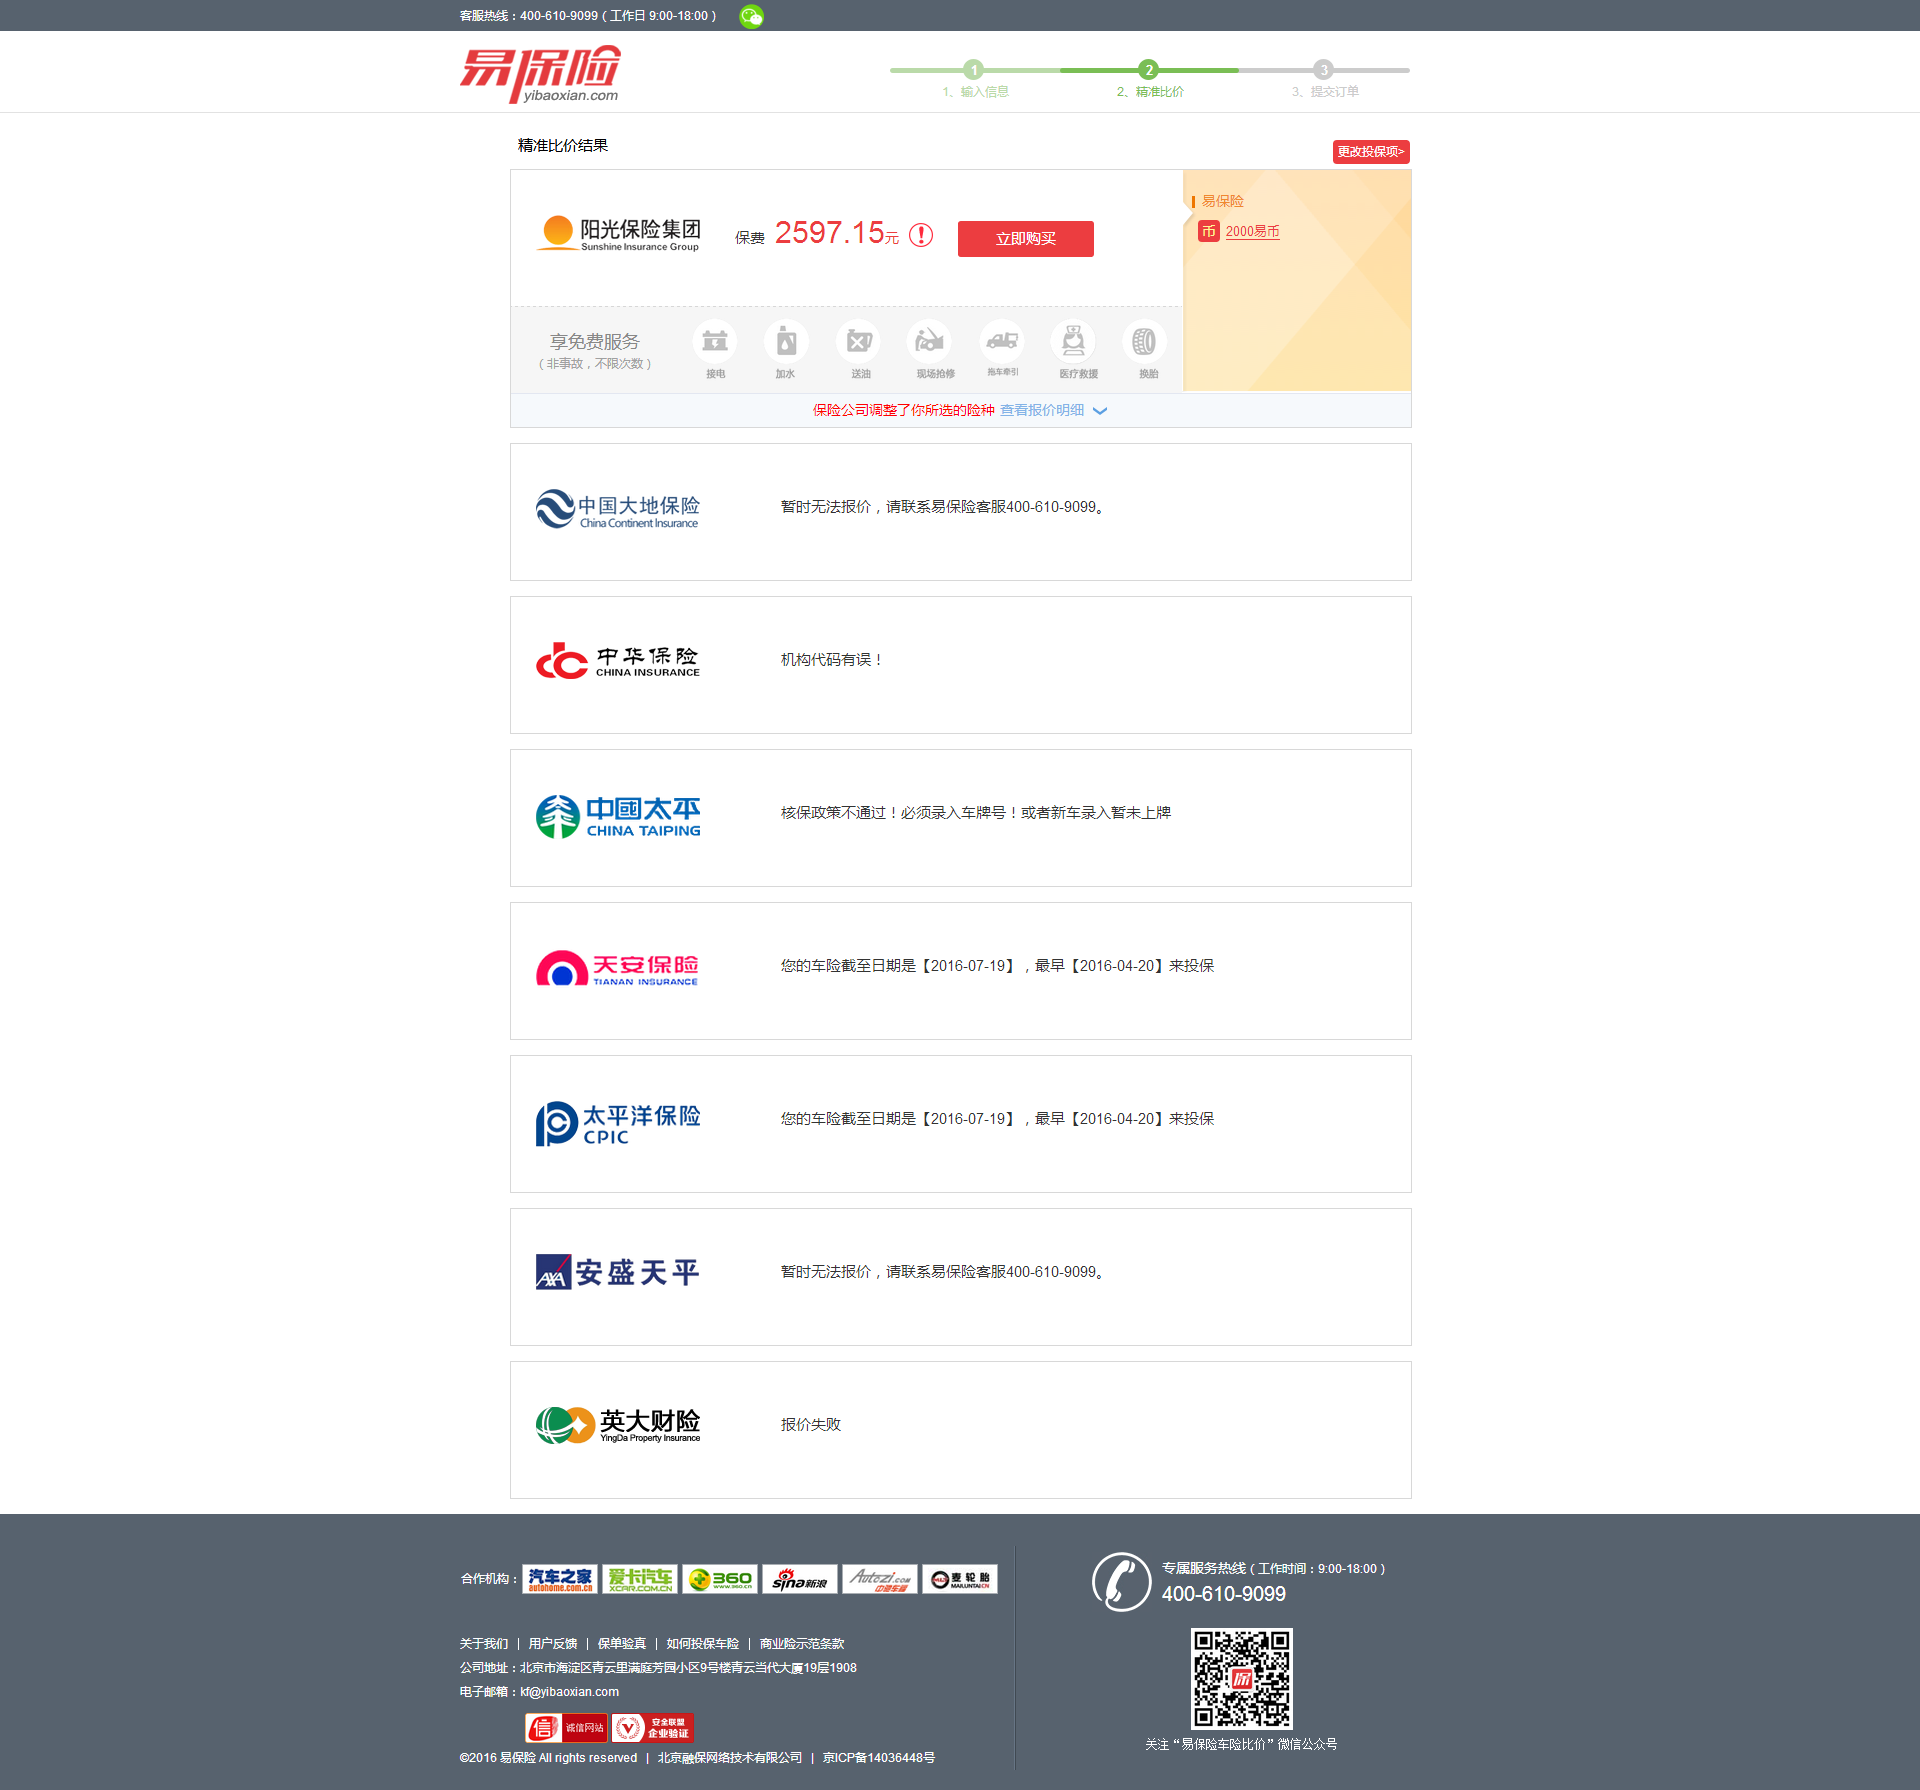 客服热线：400-610-9099（工作日 9:00-18:00）
易保险
yibaoxian.com
1 2 3
1、输入信息 2、精准比价 3、提交订单
精准比价结果
更改投保项>
阳光保险集团
Sunshine Insurance Group
保费 2597.15元
立即购买
易保险
币 2000易币
享免费服务
（非事故，不限次数）
接电 加水 送油 现场抢修 拖车牵引 医疗救援 换胎
保险公司调整了你所选的险种 查看报价明细
中国大地保险
China Continent Insurance
暂时无法报价，请联系易保险客服400-610-9099。
中华保险
CHINA INSURANCE
机构代码有误！
中國太平
CHINA TAIPING
核保政策不通过！必须录入车牌号！或者新车录入暂未上牌
天安保险
TIANAN INSURANCE
您的车险截至日期是【2016-07-19】，最早【2016-04-20】来投保
太平洋保险
CPIC
您的车险截至日期是【2016-07-19】，最早【2016-04-20】来投保
AXA 安盛天平
暂时无法报价，请联系易保险客服400-610-9099。
英大财险
YingDa Property Insurance
报价失败
合作机构：
汽车之家
autohome.com.cn
爱卡汽车
XCAR.COM.CN
360
www.360.cn
sina新浪
Autozi.com
中驰车福
麦轮胎
MAILUNTAI.CN
专属服务热线（工作时间：9:00-18:00）
400-610-9099
关于我们 | 用户反馈 | 保单验真 | 如何投保车险 | 商业险示范条款
公司地址：北京市海淀区青云里满庭芳园小区9号楼青云当代大厦19层1908
电子邮箱：kf@yibaoxian.com
信 诚信网站
安全联盟
企业验证
保
©2016 易保险 All rights reserved | 北京融保网络技术有限公司 | 京ICP备14036448号
关注“易保险车险比价”微信公众号